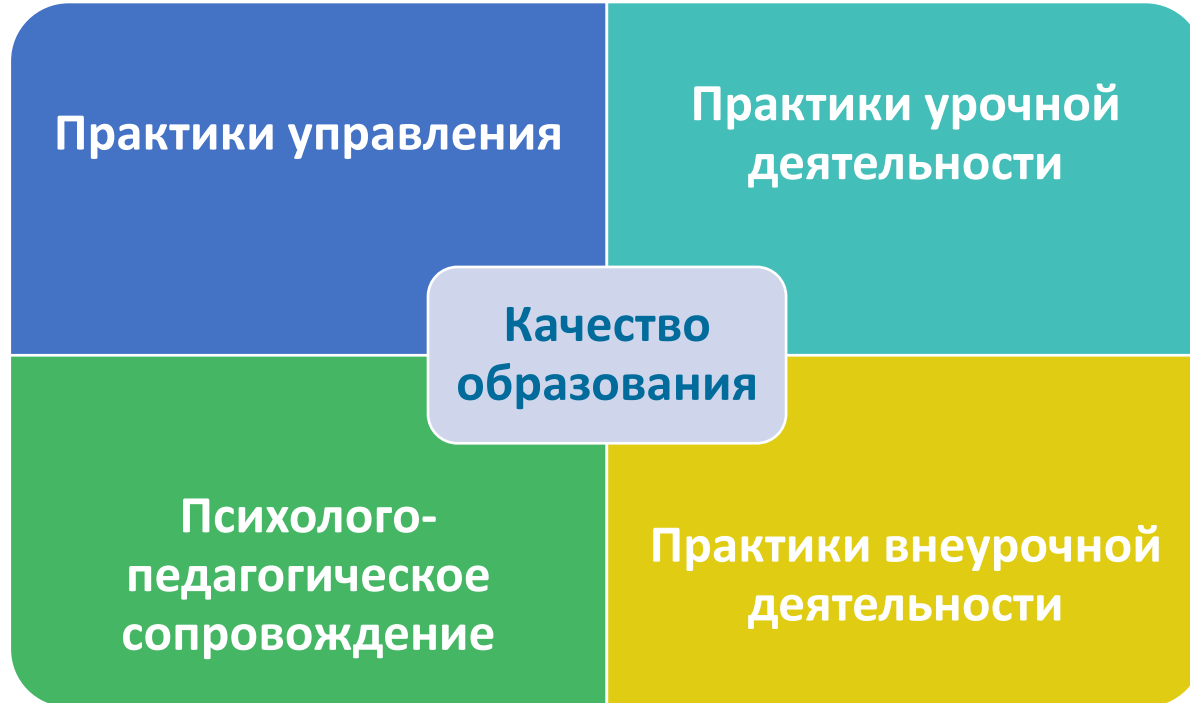 Практики управления
Практики урочной
деятельности
Качество
образования
Психолого-
педагогическое
сопровождение
Практики внеурочной
деятельности